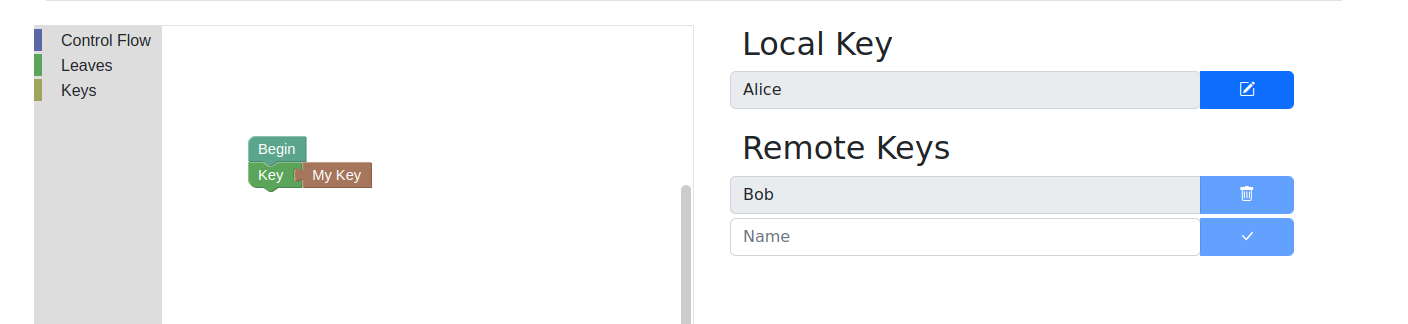 Control Flow
Leaves
Keys
Begin
Key My Key
Local Key
Alice
Remote Keys
Bob
Name